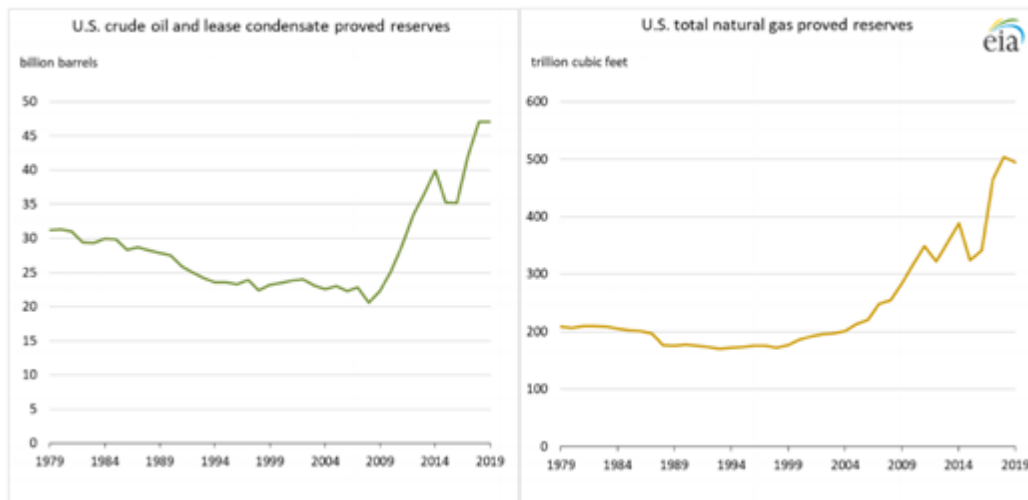 U.S. crude oil and lease condensate proved reserves
billion barrels
50
45
40
35
30
25
20
15
10
5
0
1979 1984 1989 1994 1999 2004 2009 2014 2019
U.S. total natural gas proved reserves
eia
trillion cubic feet
600
500
400
300
200
100
0
1979 1984 1989 1994 1999 2004 2009 2014 2019